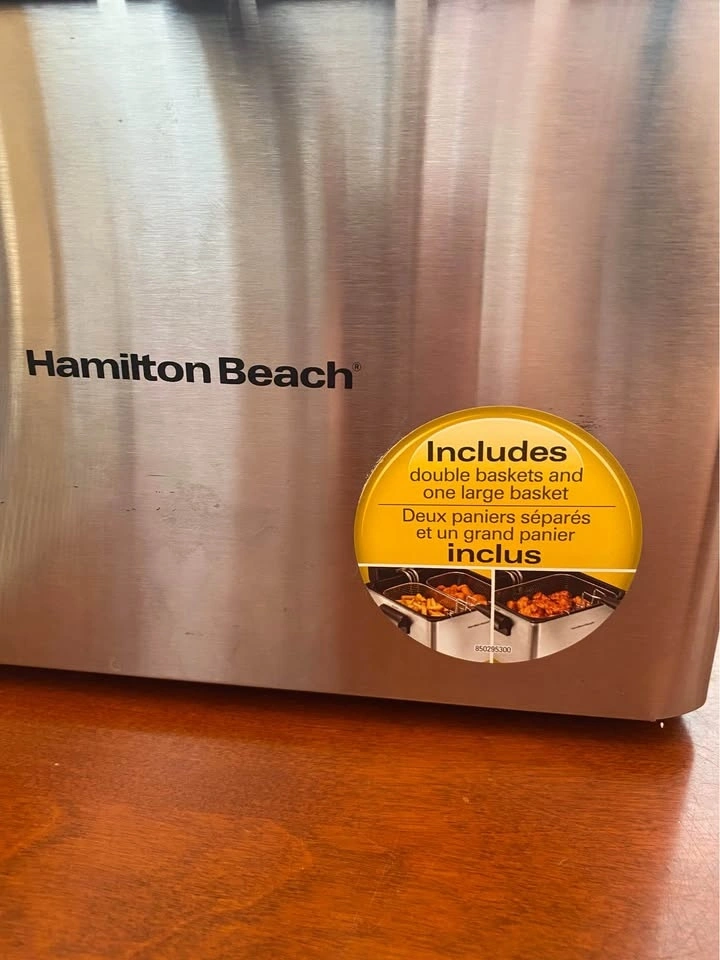 Hamilton Beach®
Includes
double baskets and
one large basket
Deux paniers séparés
et un grand panier
inclus
850295300